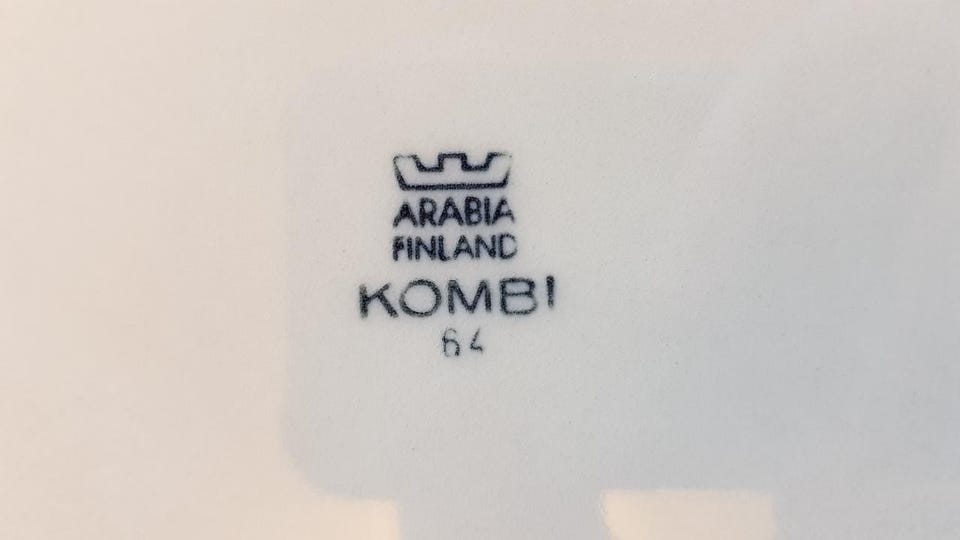 ARABIA
FINLAND
KOMBI
64